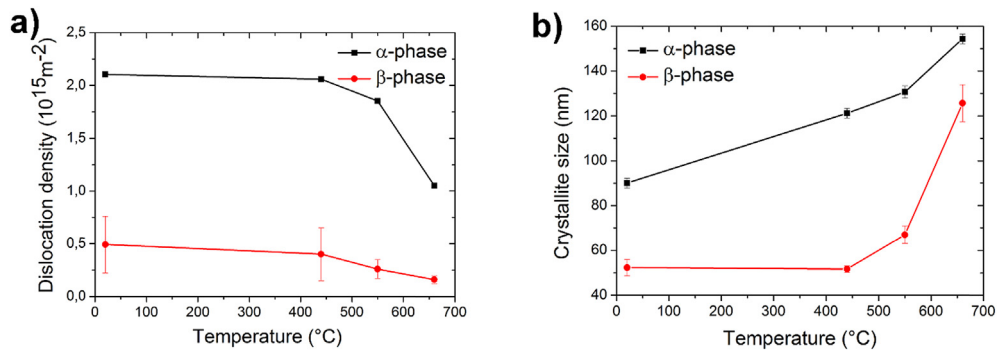 a)
Dislocation density (10¹⁵m⁻²)
2,5
2,0
1,5
1,0
0,5
0,0
α-phase
β-phase
0 100 200 300 400 500 600 700
Temperature (°C)
b)
Crystallite size (nm)
160
140
120
100
80
60
40
α-phase
β-phase
0 100 200 300 400 500 600 700
Temperature (°C)